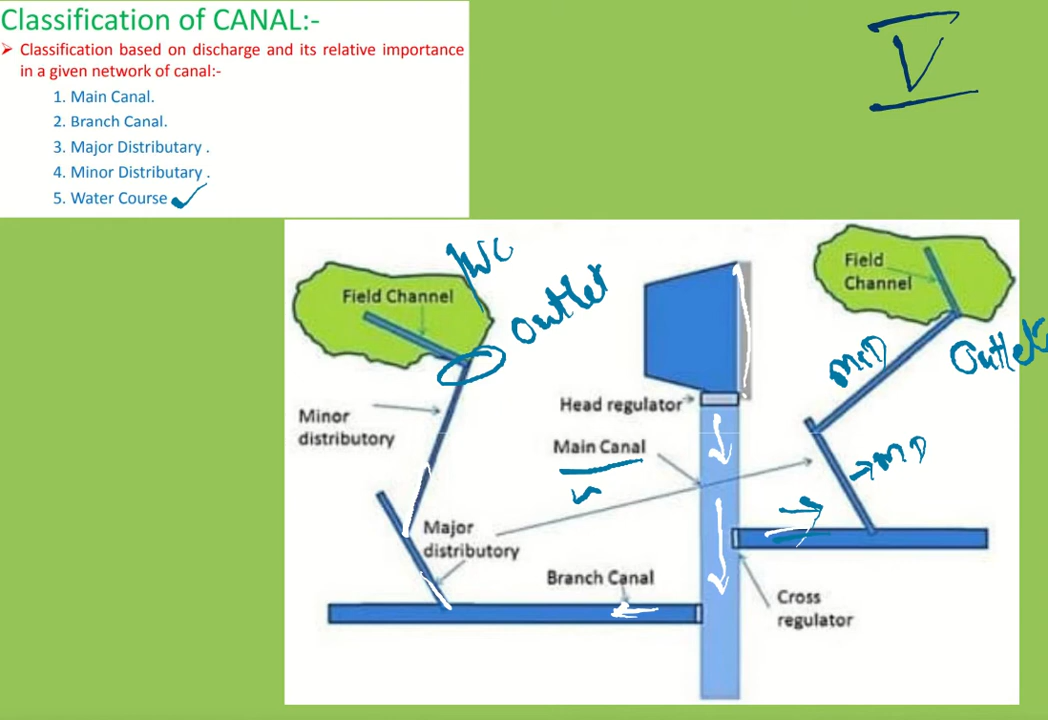 Classification of CANAL:-
➢ Classification based on discharge and its relative importance
in a given network of canal:-
1. Main Canal.
2. Branch Canal.
3. Major Distributary .
4. Minor Distributary .
5. Water Course
V
WC
Outlet
Field Channel
Field
Channel
Outlet
MiD
Head regulator
Minor
distributory
Main Canal
MD
Major
distributory
Branch Canal
Cross
regulator